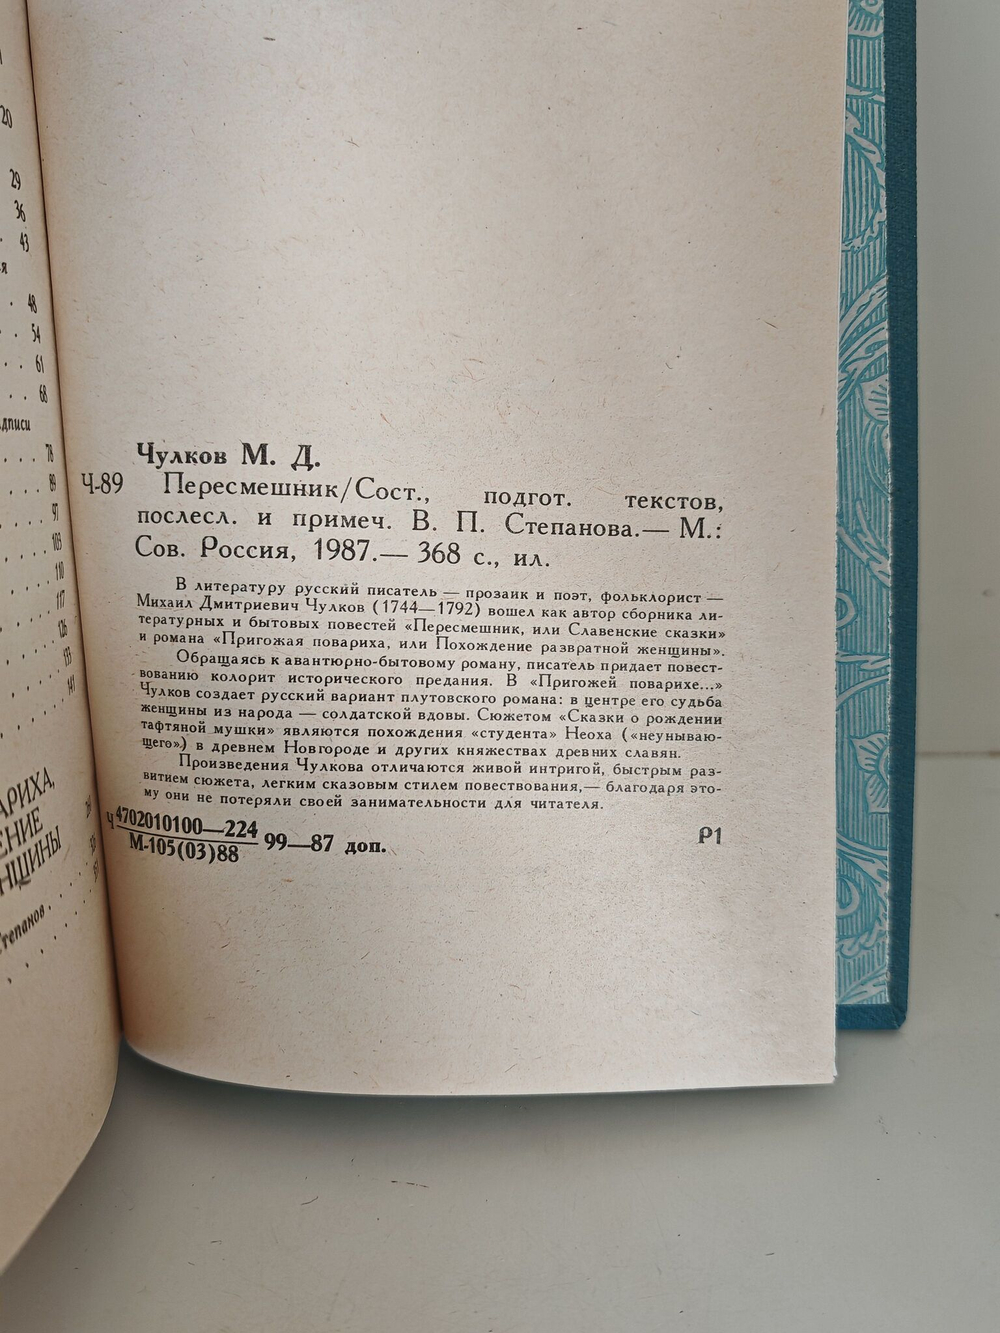 20
29
36
43
я
48
54
61
68
дписи
78
89
97
103
110
117
126
133
141
АРИХА,
ЕНИЕ
НЩИНЫ
Степанов
Чулков М. Д.
Ч-89 Пересмешник/Сост., подгот. текстов,
послесл. и примеч. В. П. Степанова.— М.:
Сов. Россия, 1987.— 368 с., ил.
В литературу русский писатель — прозаик и поэт, фольклорист —
Михаил Дмитриевич Чулков (1744—1792) вошел как автор сборника ли-
тературных и бытовых повестей «Пересмешник, или Славенские сказки»
и романа «Пригожая повариха, или Похождение развратной женщины».
Обращаясь к авантюрно-бытовому роману, писатель придает повест-
вованию колорит исторического предания. В «Пригожей поварихе...»
Чулков создает русский вариант плутовского романа: в центре его судьба
женщины из народа — солдатской вдовы. Сюжетом «Сказки о рождении
тафтяной мушки» являются похождения «студента» Неоха («неунываю-
щего») в древнем Новгороде и других княжествах древних славян.
Произведения Чулкова отличаются живой интригой, быстрым раз-
витием сюжета, легким сказовым стилем повествования,— благодаря это-
му они не потеряли своей занимательности для читателя.
Ч 4702010100—224
М-105(03)88 99—87 доп. Р1